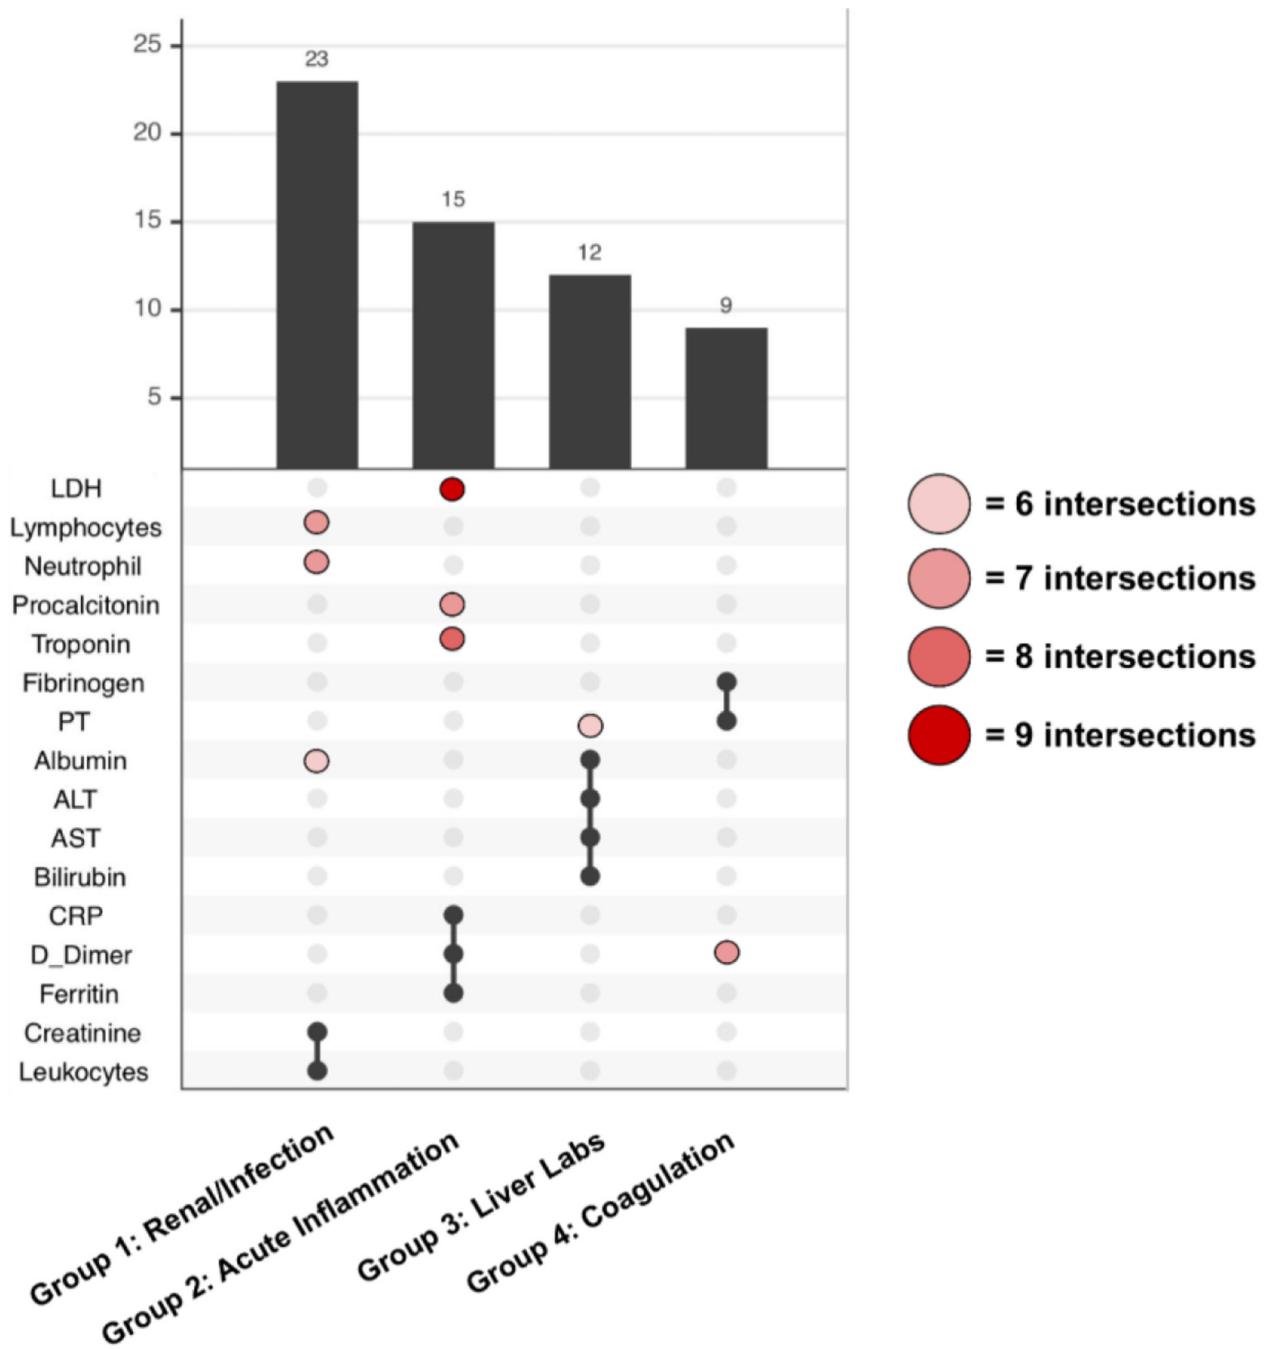 25
20
15
10
5
23
15
12
9
LDH
Lymphocytes
Neutrophil
Procalcitonin
Troponin
Fibrinogen
PT
Albumin
ALT
AST
Bilirubin
CRP
D_Dimer
Ferritin
Creatinine
Leukocytes
= 6 intersections
= 7 intersections
= 8 intersections
= 9 intersections
Group 1: Renal/Infection
Group 2: Acute Inflammation
Group 3: Liver Labs
Group 4: Coagulation